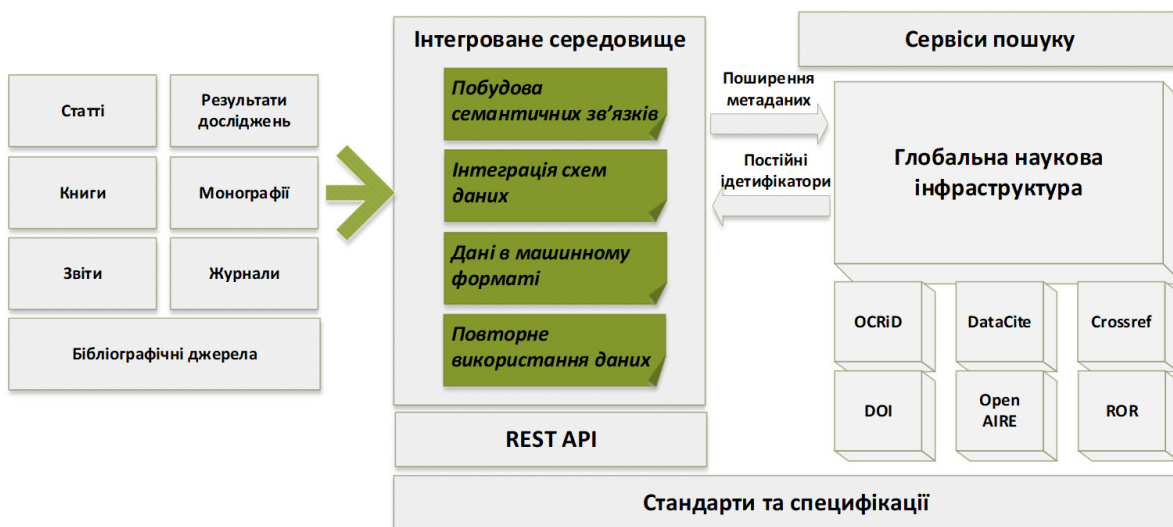 Статті
Результати
досліджень
Книги
Монографії
Звіти
Журнали
Бібліографічні джерела
Інтегроване середовище
Побудова
семантичних зв’язків
Інтеграція схем
даних
Дані в машинному
форматі
Повторне
використання даних
REST API
Поширення
метаданих
Постійні
ідетифікатори
Сервіси пошуку
Глобальна наукова
інфраструктура
OCRiD
DataCite
Crossref
DOI
Open
AIRE
ROR
Стандарти та специфікації